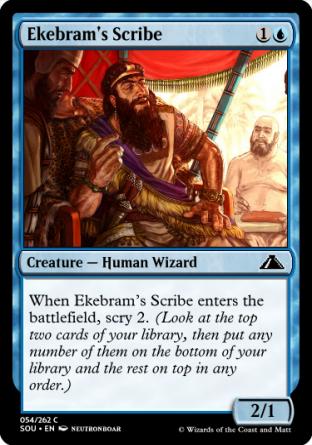 Ekebram's Scribe 1
Creature — Human Wizard
When Ekebram's Scribe enters the
battlefield, scry 2. (Look at the top
two cards of your library, then put any
number of them on the bottom of your
library and the rest on top in any
order.)
2/1
054/262 C
SOU • EN NEUTRONBOAR
© Wizards of the Coast and Matt